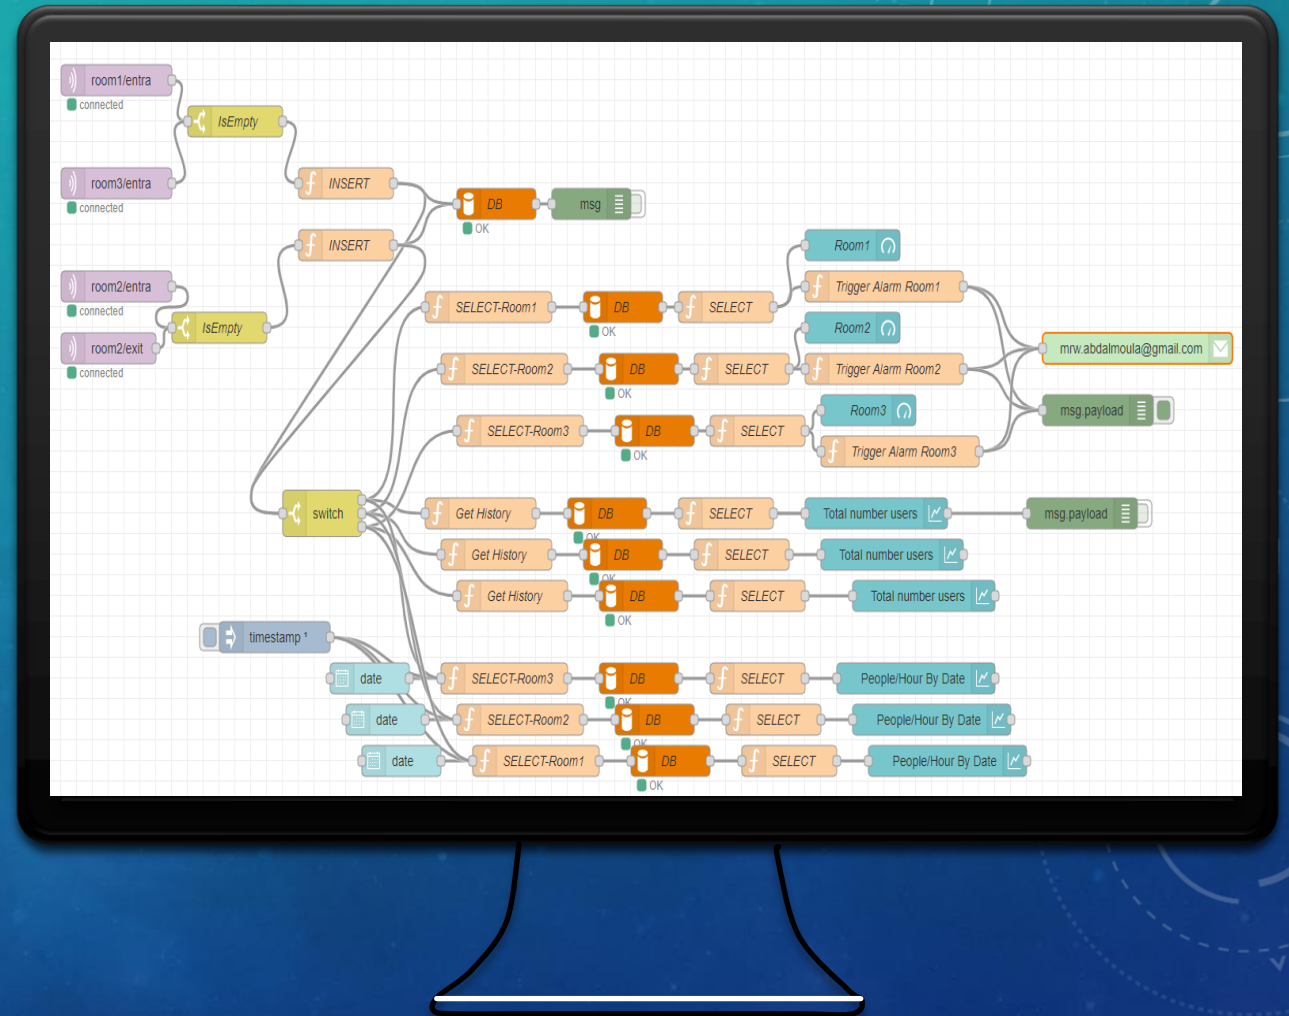 room1/entra
connected
IsEmpty
room3/entra
connected
INSERT
DB
msg
OK
INSERT
Room1
room2/entra
connected
Trigger Alarm Room1
SELECT-Room1
DB
SELECT
OK
IsEmpty
Room2
room2/exit
connected
mrw.abdalmoula@gmail.com
SELECT-Room2
DB
SELECT
Trigger Alarm Room2
OK
Room3
msg.payload
SELECT-Room3
DB
SELECT
OK
Trigger Alarm Room3
switch
Get History
DB
SELECT
Total number users
msg.payload
OK
Get History
DB
SELECT
Total number users
OK
Get History
DB
SELECT
Total number users
OK
timestamp ¹
date
SELECT-Room3
DB
SELECT
People/Hour By Date
OK
date
SELECT-Room2
DB
SELECT
People/Hour By Date
OK
date
SELECT-Room1
DB
SELECT
People/Hour By Date
OK